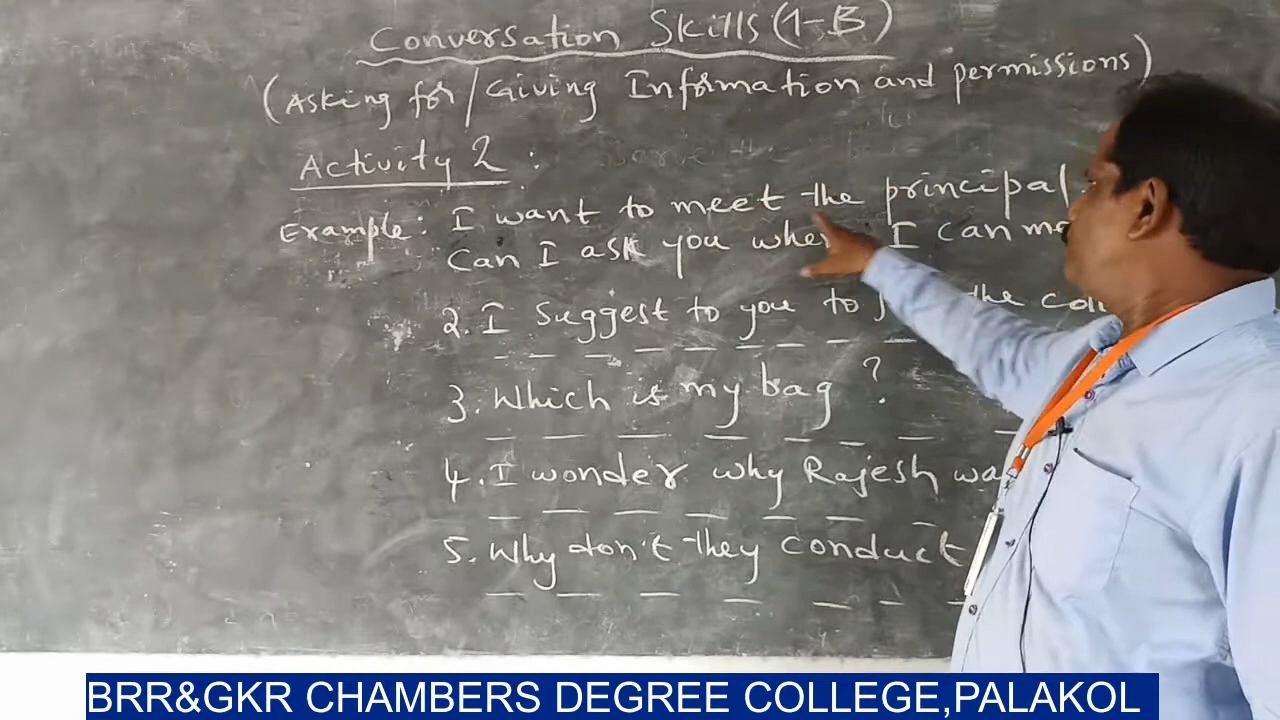 Conversation Skills (1-B)
(Asking for/Giving Information and permissions)
Activity 2 :
Example: I want to meet the principal.
Can I ask you where I can
2. I suggest to you to the
3. Which is my bag ?
4. I wonder why Rajesh
5. Why don't they conduct
BRR&GKR CHAMBERS DEGREE COLLEGE,PALAKOL